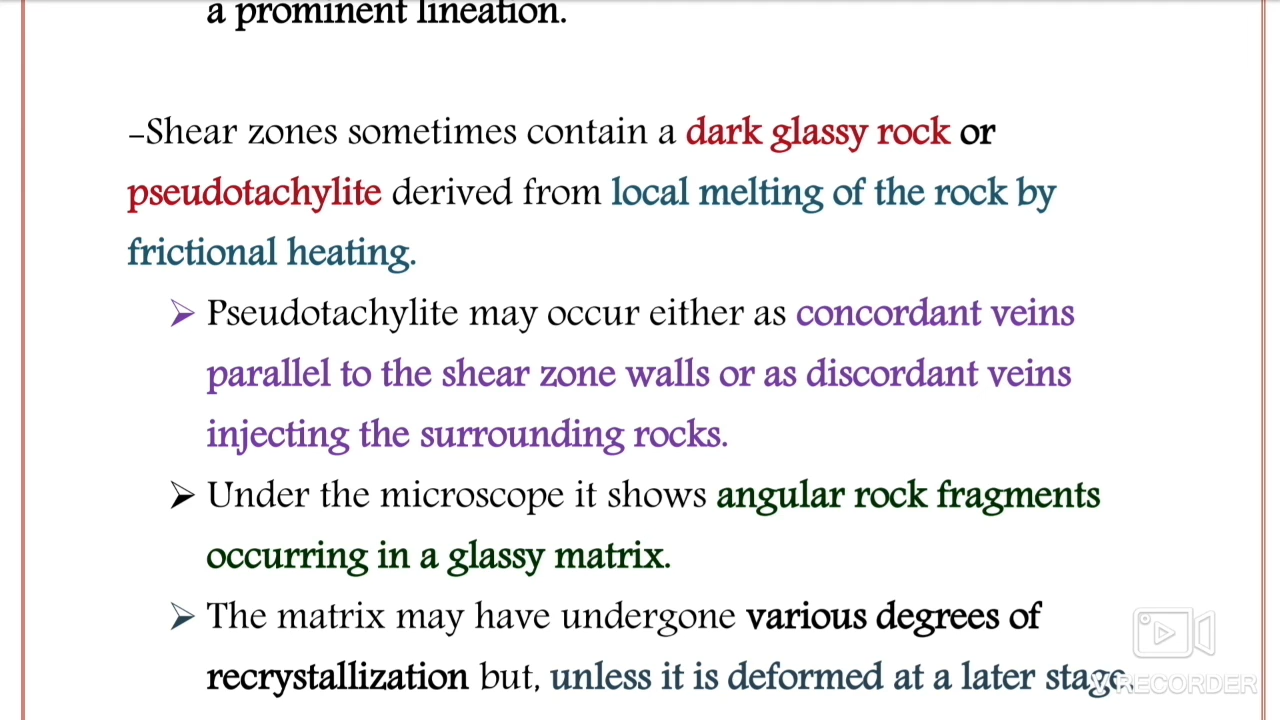 a prominent lineation.
–Shear zones sometimes contain a dark glassy rock or
pseudotachylite derived from local melting of the rock by
frictional heating.
➢ Pseudotachylite may occur either as concordant veins
parallel to the shear zone walls or as discordant veins
injecting the surrounding rocks.
➢ Under the microscope it shows angular rock fragments
occurring in a glassy matrix.
➢ The matrix may have undergone various degrees of
recrystallization but, unless it is deformed at a later stage,
V RECORDER